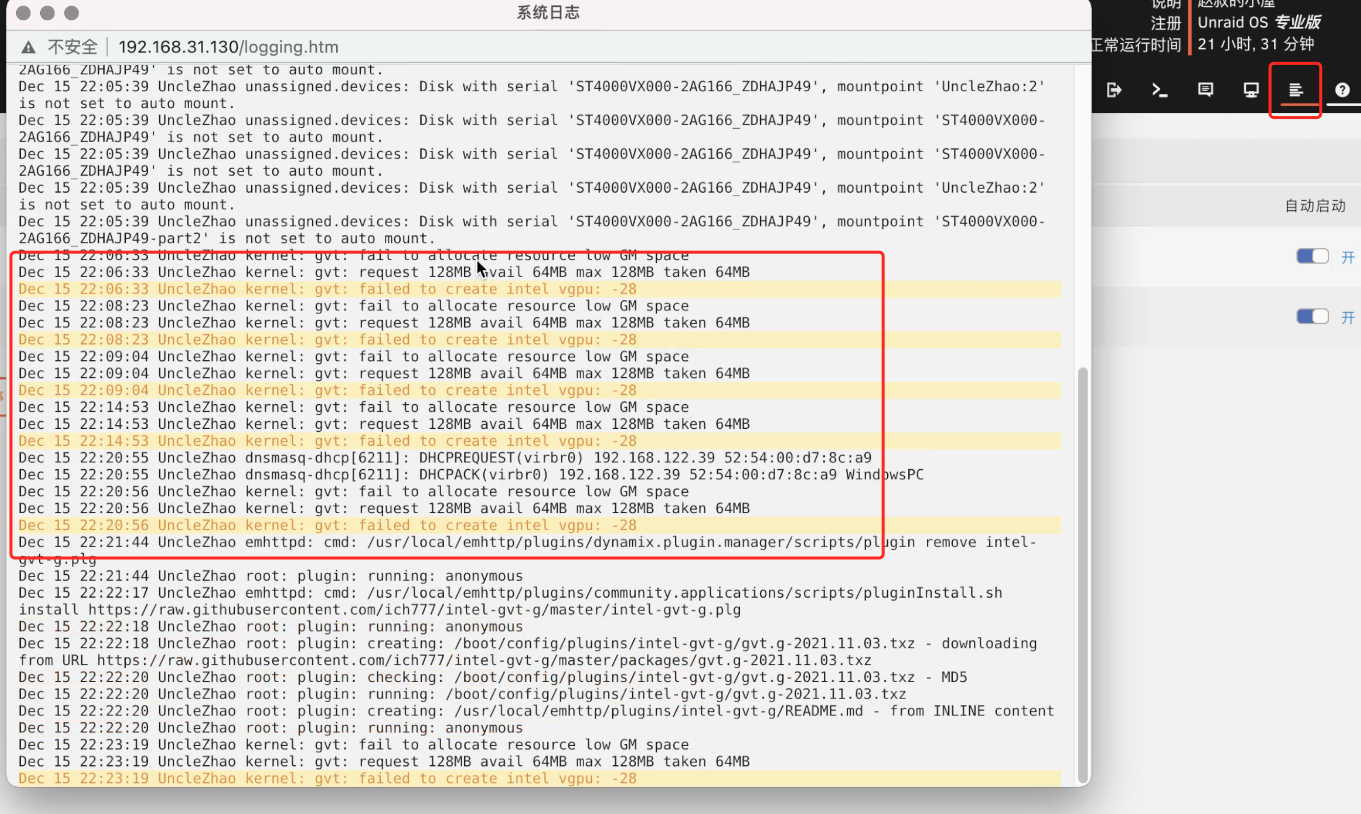 系统日志
不安全 | 192.168.31.130/logging.htm
说明 赵叔的小屋
注册 Unraid OS 专业版
正常运行时间 21 小时, 31 分钟
自动启动
开
开
2AG166_ZDHAJP49' is not set to auto mount.
Dec 15 22:05:39 UncleZhao unassigned.devices: Disk with serial 'ST4000VX000-2AG166_ZDHAJP49', mountpoint 'UncleZhao:2'
is not set to auto mount.
Dec 15 22:05:39 UncleZhao unassigned.devices: Disk with serial 'ST4000VX000-2AG166_ZDHAJP49', mountpoint 'ST4000VX000-
2AG166_ZDHAJP49' is not set to auto mount.
Dec 15 22:05:39 UncleZhao unassigned.devices: Disk with serial 'ST4000VX000-2AG166_ZDHAJP49', mountpoint 'ST4000VX000-
2AG166_ZDHAJP49' is not set to auto mount.
Dec 15 22:05:39 UncleZhao unassigned.devices: Disk with serial 'ST4000VX000-2AG166_ZDHAJP49', mountpoint 'UncleZhao:2'
is not set to auto mount.
Dec 15 22:05:39 UncleZhao unassigned.devices: Disk with serial 'ST4000VX000-2AG166_ZDHAJP49', mountpoint 'ST4000VX000-
2AG166_ZDHAJP49-part2' is not set to auto mount.
Dec 15 22:06:33 UncleZhao kernel: gvt: fail to allocate resource low GM space
Dec 15 22:06:33 UncleZhao kernel: gvt: request 128MB avail 64MB max 128MB taken 64MB
Dec 15 22:06:33 UncleZhao kernel: gvt: failed to create intel vgpu: -28
Dec 15 22:08:23 UncleZhao kernel: gvt: fail to allocate resource low GM space
Dec 15 22:08:23 UncleZhao kernel: gvt: request 128MB avail 64MB max 128MB taken 64MB
Dec 15 22:08:23 UncleZhao kernel: gvt: failed to create intel vgpu: -28
Dec 15 22:09:04 UncleZhao kernel: gvt: fail to allocate resource low GM space
Dec 15 22:09:04 UncleZhao kernel: gvt: request 128MB avail 64MB max 128MB taken 64MB
Dec 15 22:09:04 UncleZhao kernel: gvt: failed to create intel vgpu: -28
Dec 15 22:14:53 UncleZhao kernel: gvt: fail to allocate resource low GM space
Dec 15 22:14:53 UncleZhao kernel: gvt: request 128MB avail 64MB max 128MB taken 64MB
Dec 15 22:14:53 UncleZhao kernel: gvt: failed to create intel vgpu: -28
Dec 15 22:20:55 UncleZhao dnsmasq-dhcp[6211]: DHCPREQUEST(virbr0) 192.168.122.39 52:54:00:d7:8c:a9
Dec 15 22:20:55 UncleZhao dnsmasq-dhcp[6211]: DHCPACK(virbr0) 192.168.122.39 52:54:00:d7:8c:a9 WindowsPC
Dec 15 22:20:56 UncleZhao kernel: gvt: fail to allocate resource low GM space
Dec 15 22:20:56 UncleZhao kernel: gvt: request 128MB avail 64MB max 128MB taken 64MB
Dec 15 22:20:56 UncleZhao kernel: gvt: failed to create intel vgpu: -28
Dec 15 22:21:44 UncleZhao emhttpd: cmd: /usr/local/emhttp/plugins/dynamix.plugin.manager/scripts/plugin remove intel-
gvt-g.plg
Dec 15 22:21:44 UncleZhao root: plugin: running: anonymous
Dec 15 22:22:17 UncleZhao emhttpd: cmd: /usr/local/emhttp/plugins/community.applications/scripts/pluginInstall.sh
install https://raw.githubusercontent.com/ich777/intel-gvt-g/master/intel-gvt-g.plg
Dec 15 22:22:18 UncleZhao root: plugin: running: anonymous
Dec 15 22:22:18 UncleZhao root: plugin: creating: /boot/config/plugins/intel-gvt-g/gvt.g-2021.11.03.txz - downloading
from URL https://raw.githubusercontent.com/ich777/intel-gvt-g/master/packages/gvt.g-2021.11.03.txz
Dec 15 22:22:20 UncleZhao root: plugin: checking: /boot/config/plugins/intel-gvt-g/gvt.g-2021.11.03.txz - MD5
Dec 15 22:22:20 UncleZhao root: plugin: running: /boot/config/plugins/intel-gvt-g/gvt.g-2021.11.03.txz
Dec 15 22:22:20 UncleZhao root: plugin: creating: /usr/local/emhttp/plugins/intel-gvt-g/README.md - from INLINE content
Dec 15 22:22:20 UncleZhao root: plugin: running: anonymous
Dec 15 22:23:19 UncleZhao kernel: gvt: fail to allocate resource low GM space
Dec 15 22:23:19 UncleZhao kernel: gvt: request 128MB avail 64MB max 128MB taken 64MB
Dec 15 22:23:19 UncleZhao kernel: gvt: failed to create intel vgpu: -28